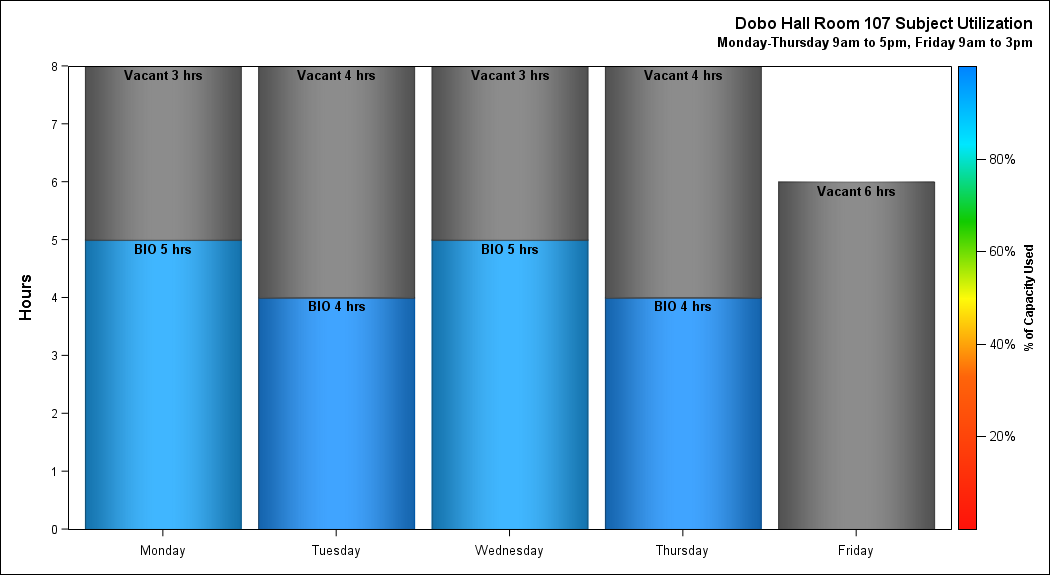 Dobo Hall Room 107 Subject Utilization
Monday-Thursday 9am to 5pm, Friday 9am to 3pm
8
7
6
5
4
3
2
1
0
Hours
Vacant 3 hrs
BIO 5 hrs
Vacant 4 hrs
BIO 4 hrs
Vacant 3 hrs
BIO 5 hrs
Vacant 4 hrs
BIO 4 hrs
Vacant 6 hrs
Monday
Tuesday
Wednesday
Thursday
Friday
80%
60%
40%
20%
% of Capacity Used